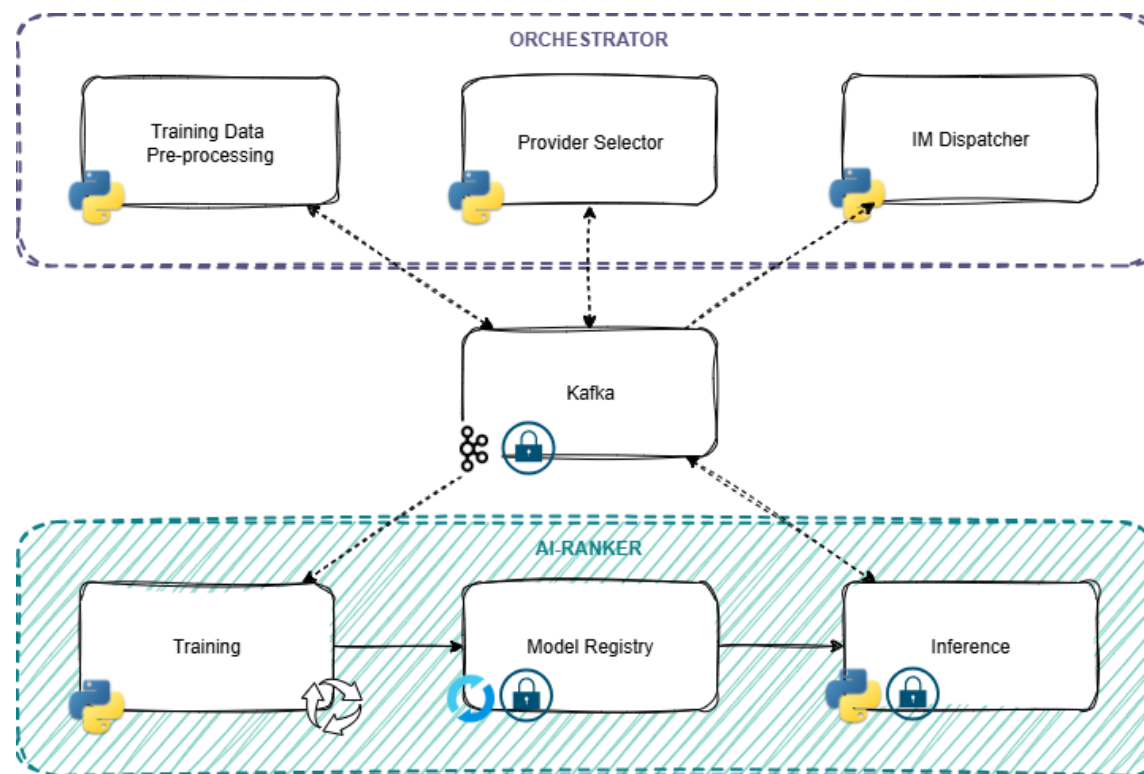 ORCHESTRATOR
Training Data
Pre-processing
Provider Selector
IM Dispatcher
Kafka
AI-RANKER
Training
Model Registry
Inference